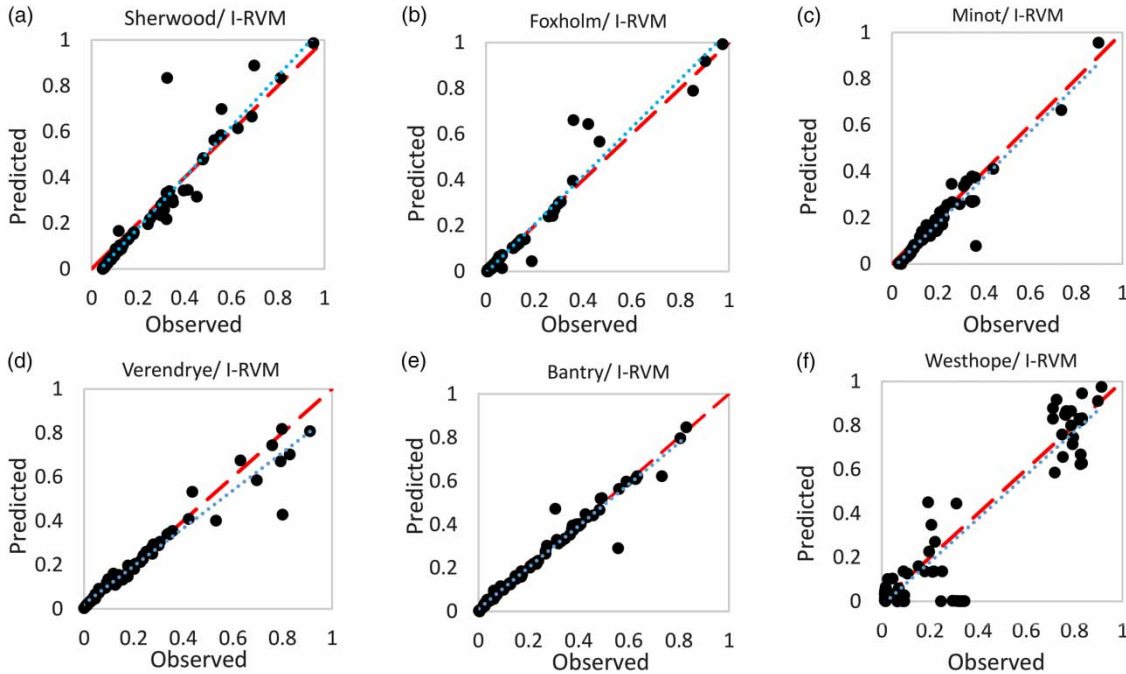 (a) Sherwood/ I-RVM
1
0.8
0.6
0.4
0.2
0
Predicted
0 0.2 0.4 0.6 0.8 1
Observed
(b) Foxholm/ I-RVM
1
0.8
0.6
0.4
0.2
0
Predicted
0 0.2 0.4 0.6 0.8 1
Observed
(c) Minot/ I-RVM
1
0.8
0.6
0.4
0.2
0
Predicted
0 0.2 0.4 0.6 0.8 1
Observed
(d) Verendrye/ I-RVM
1
0.8
0.6
0.4
0.2
0
Predicted
0 0.2 0.4 0.6 0.8 1
Observed
(e) Bantry/ I-RVM
1
0.8
0.6
0.4
0.2
0
Predicted
0 0.2 0.4 0.6 0.8 1
Observed
(f) Westhope/ I-RVM
1
0.8
0.6
0.4
0.2
0
Predicted
0 0.2 0.4 0.6 0.8 1
Observed